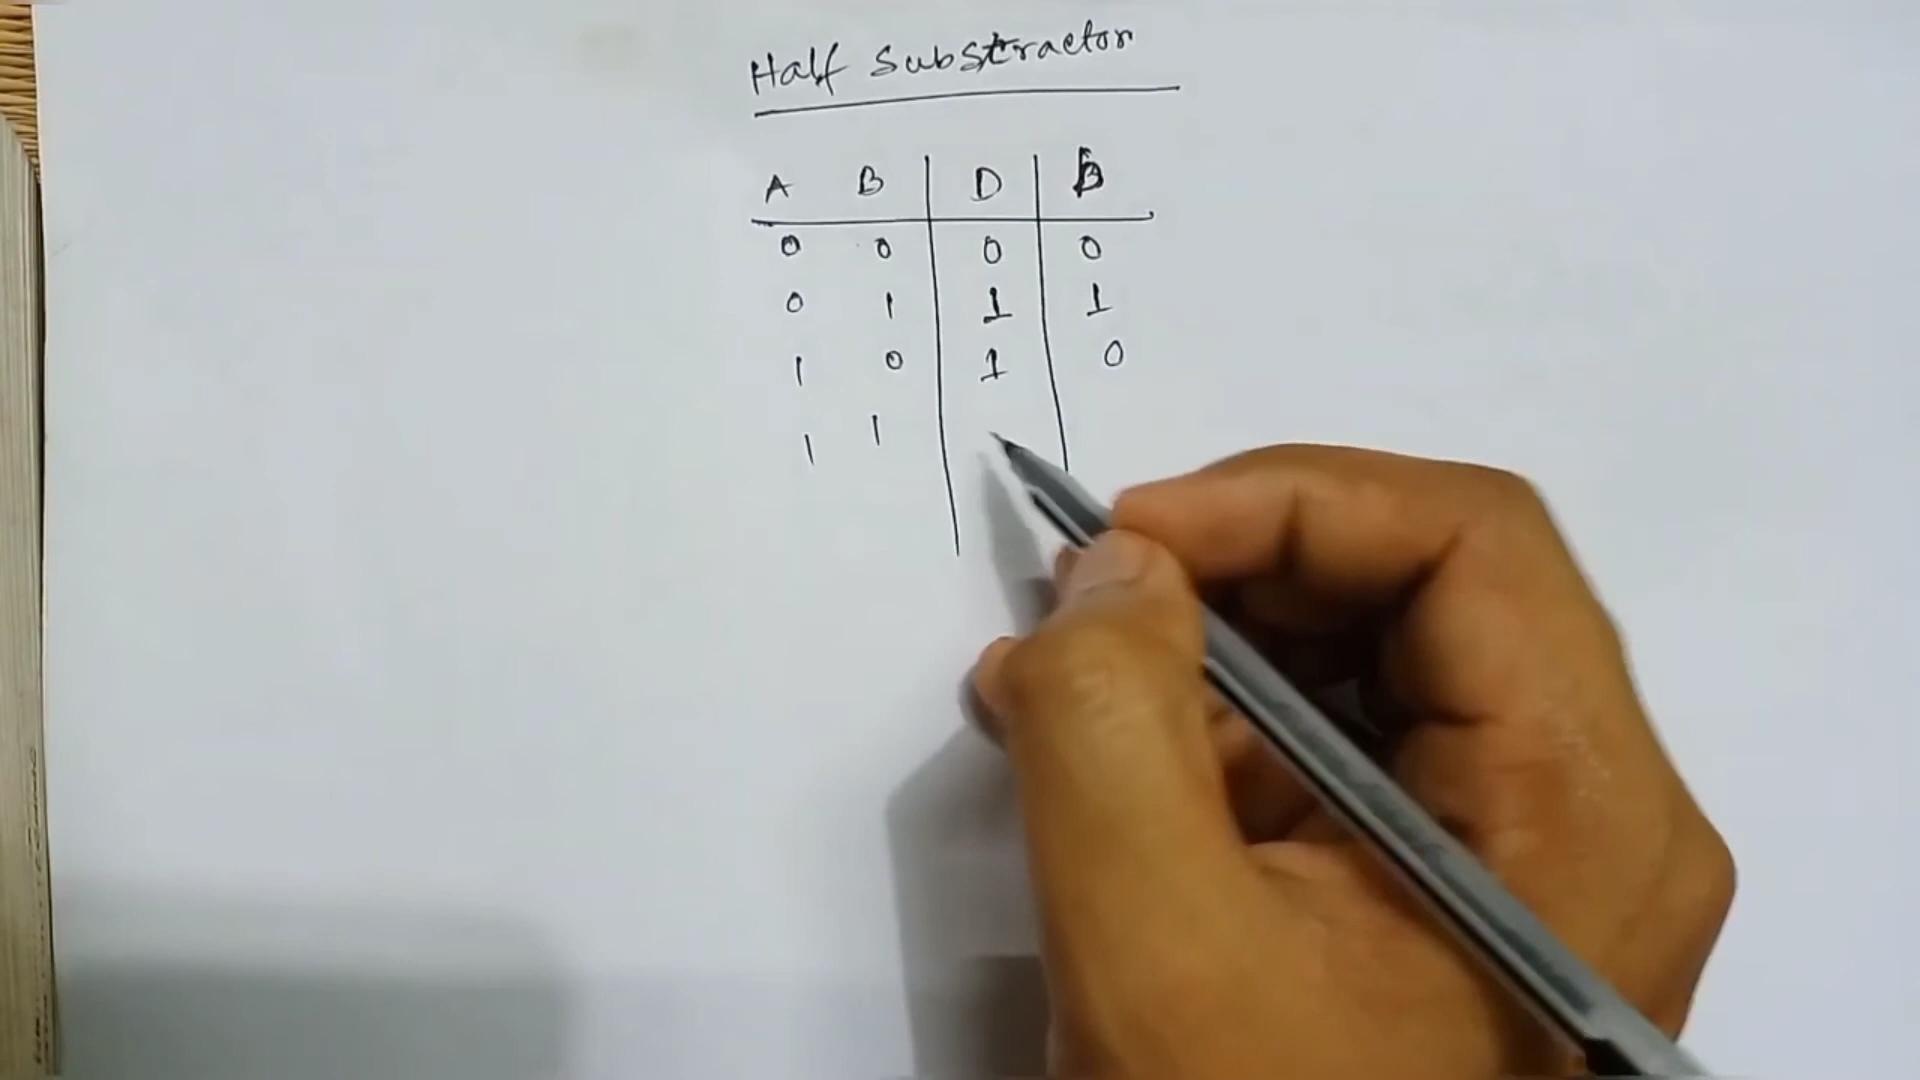 Half Substractor
A B D B
0 0 0 0
0 1 1 1
1 0 1 0
1 1